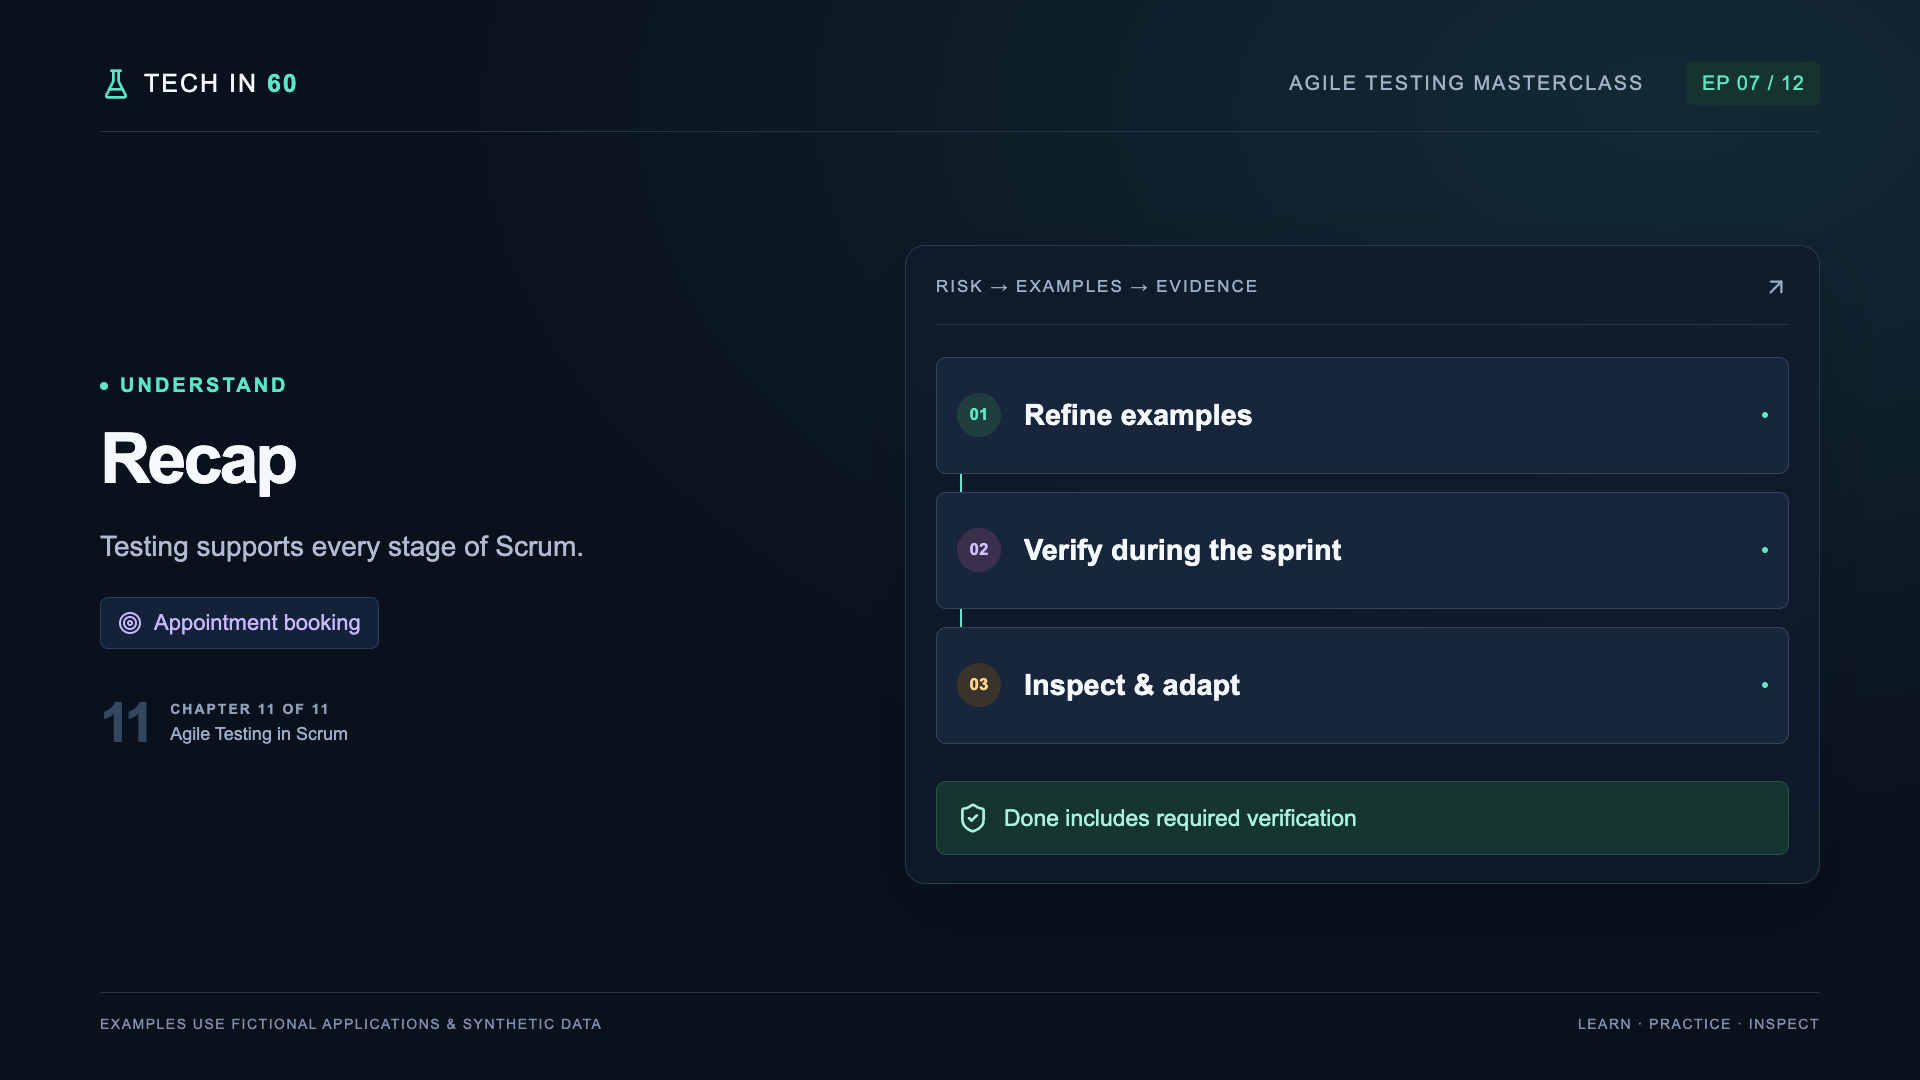 TECH IN 60
AGILE TESTING MASTERCLASS
EP 07 / 12
UNDERSTAND
Recap
Testing supports every stage of Scrum.
Appointment booking
11
CHAPTER 11 OF 11
Agile Testing in Scrum
RISK → EXAMPLES → EVIDENCE
01
Refine examples
02
Verify during the sprint
03
Inspect & adapt
Done includes required verification
EXAMPLES USE FICTIONAL APPLICATIONS & SYNTHETIC DATA
LEARN · PRACTICE · INSPECT